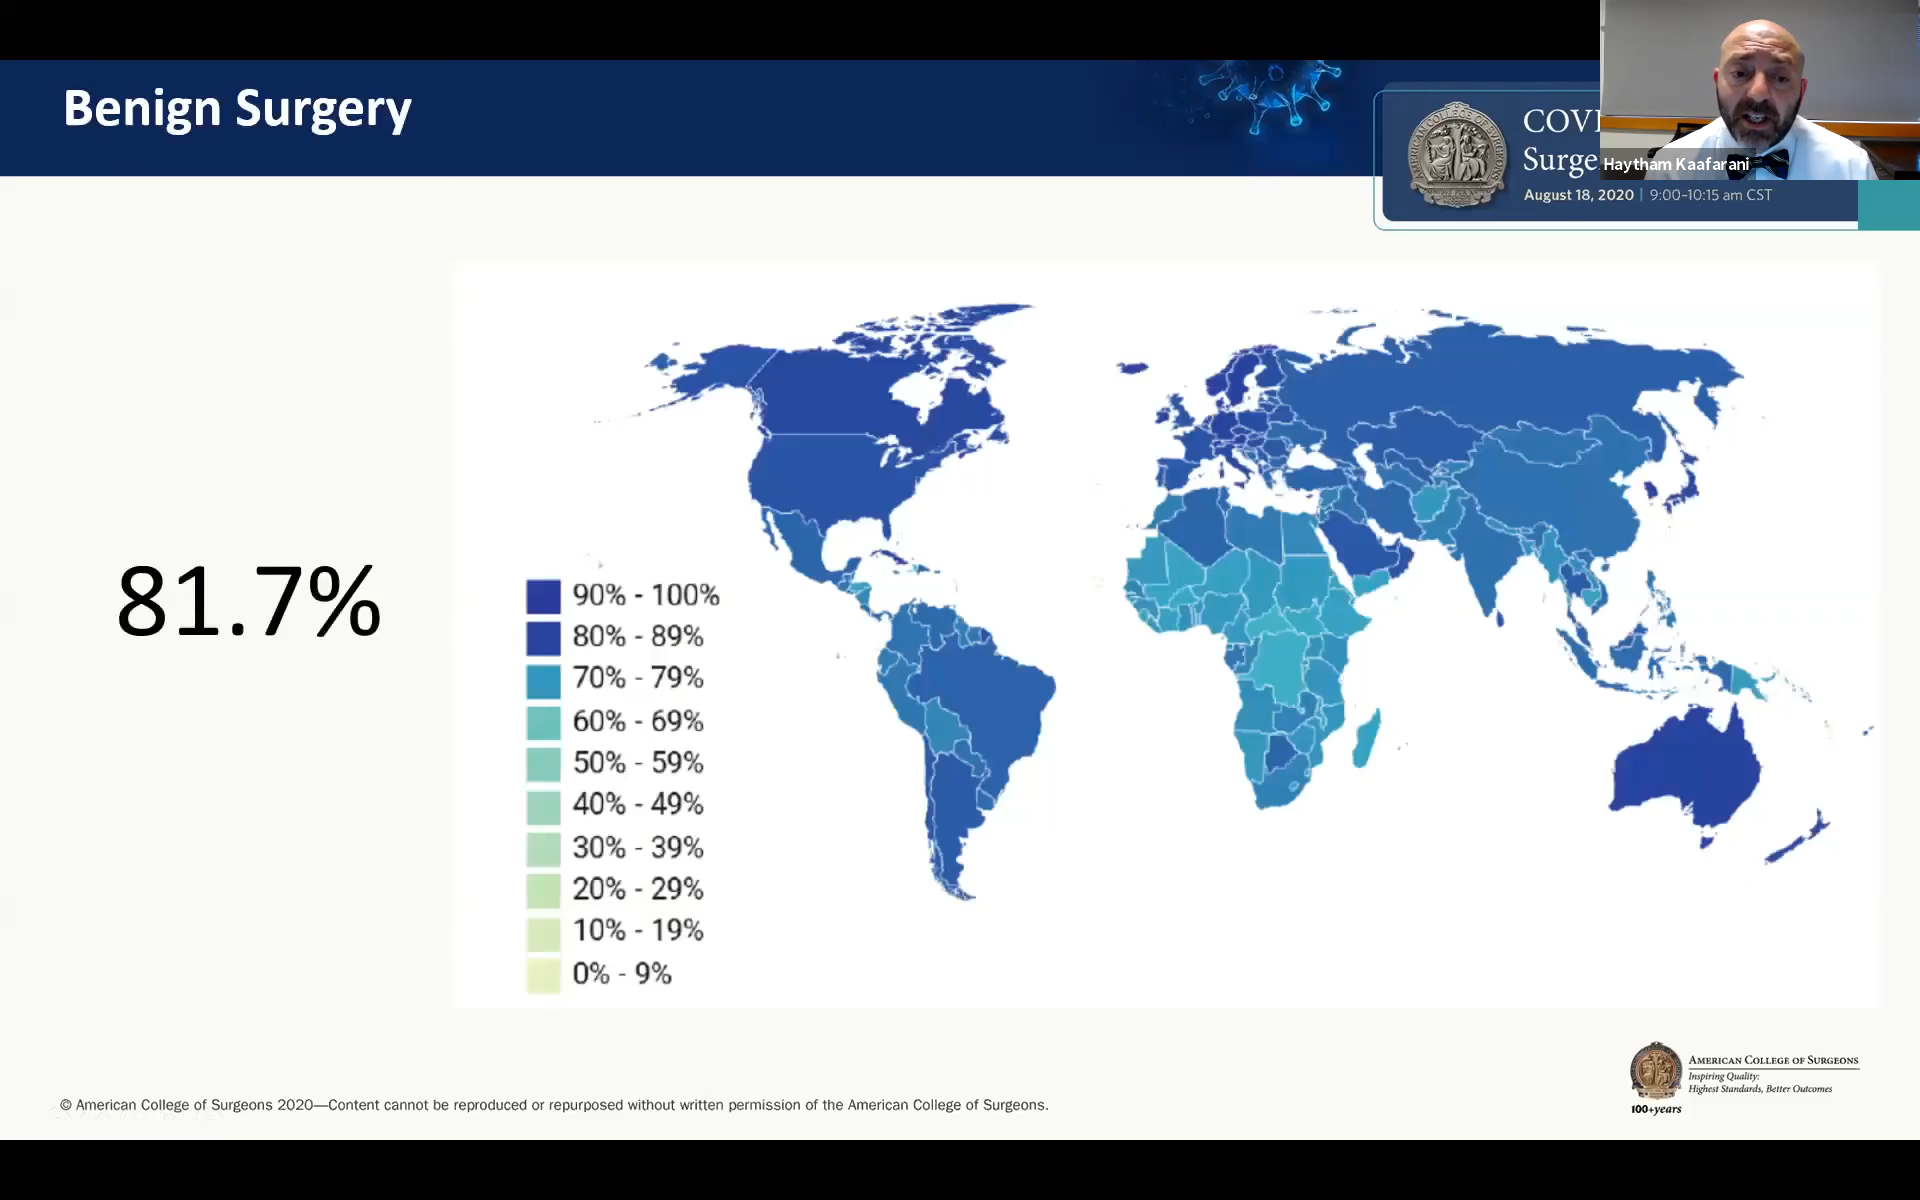 Benign Surgery
COVI
Surge
Haytham Kaafarani
August 18, 2020 | 9:00–10:15 am CST
81.7%
90% - 100%
80% - 89%
70% - 79%
60% - 69%
50% - 59%
40% - 49%
30% - 39%
20% - 29%
10% - 19%
0% - 9%
AMERICAN COLLEGE OF SURGEONS
Inspiring Quality:
Highest Standards, Better Outcomes
100+years
© American College of Surgeons 2020—Content cannot be reproduced or repurposed without written permission of the American College of Surgeons.